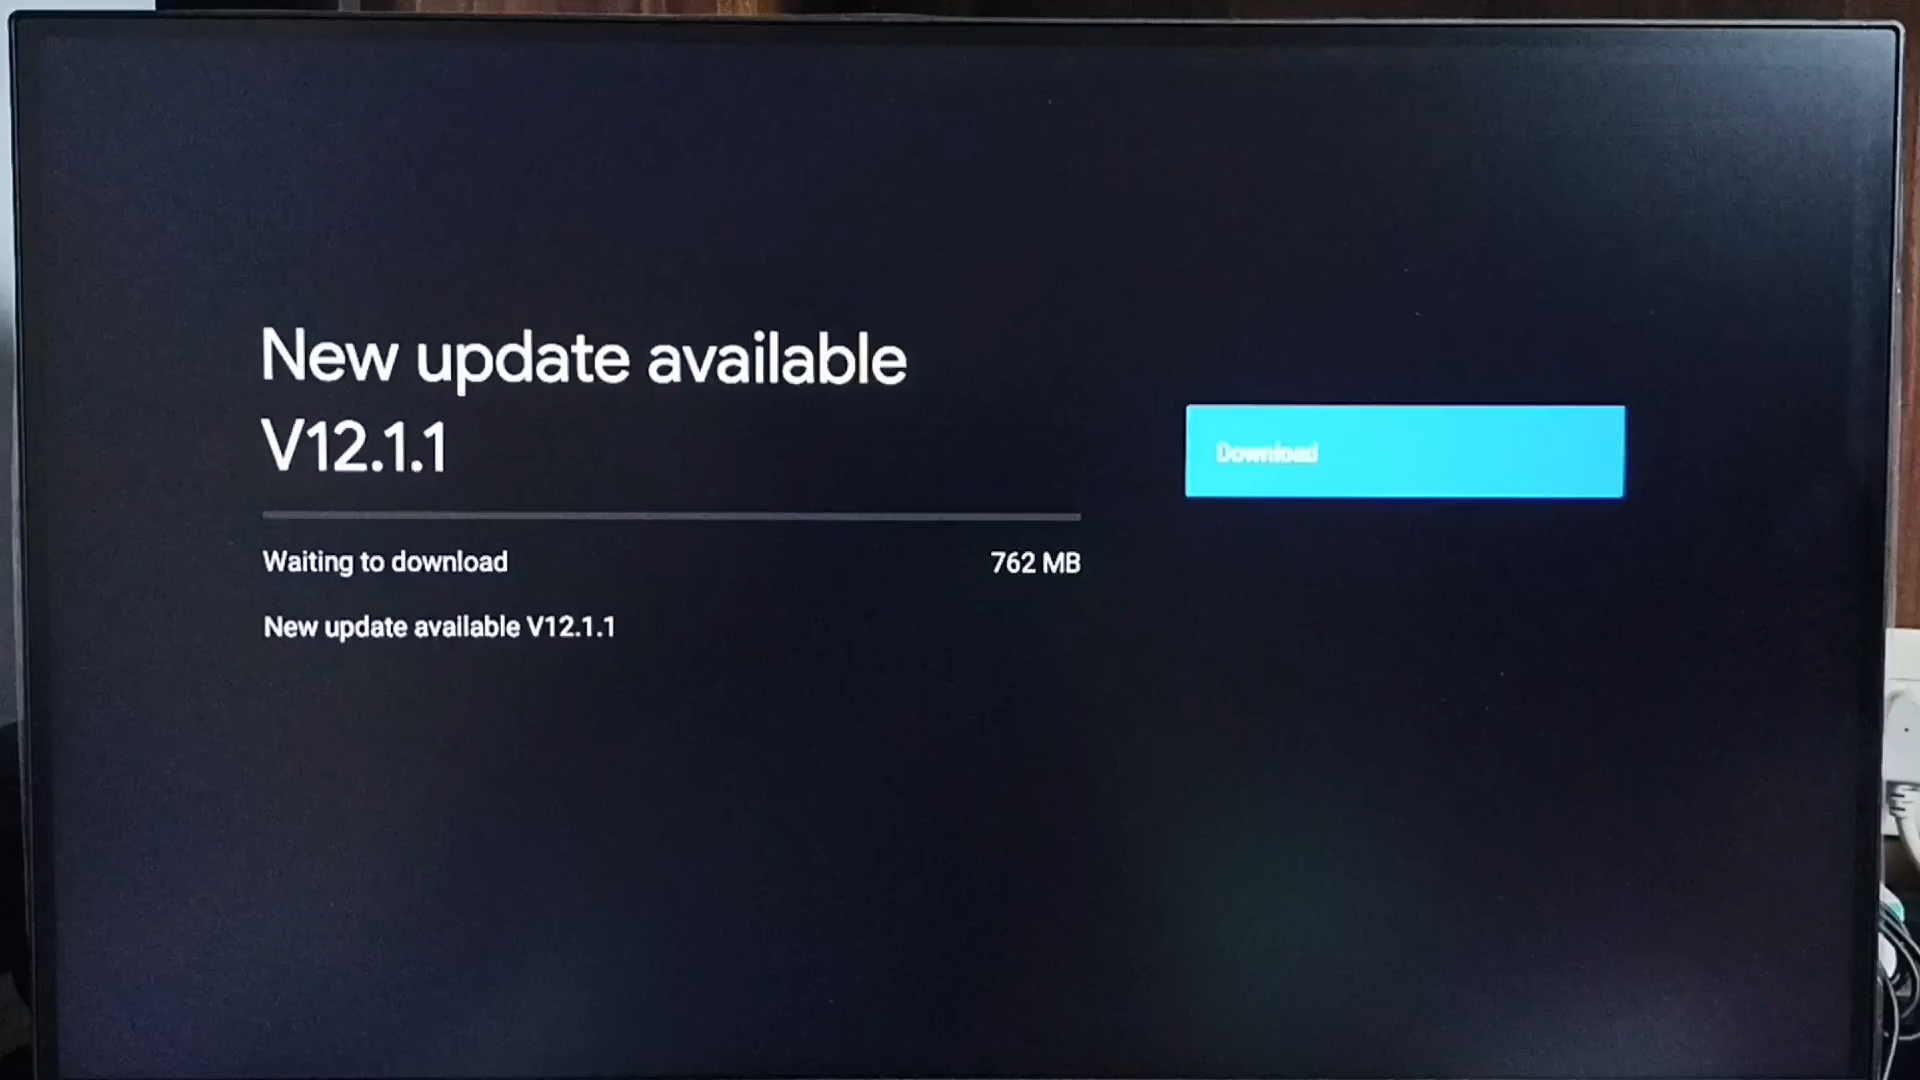 New update available
V12.1.1
Download
Waiting to download 762 MB
New update available V12.1.1